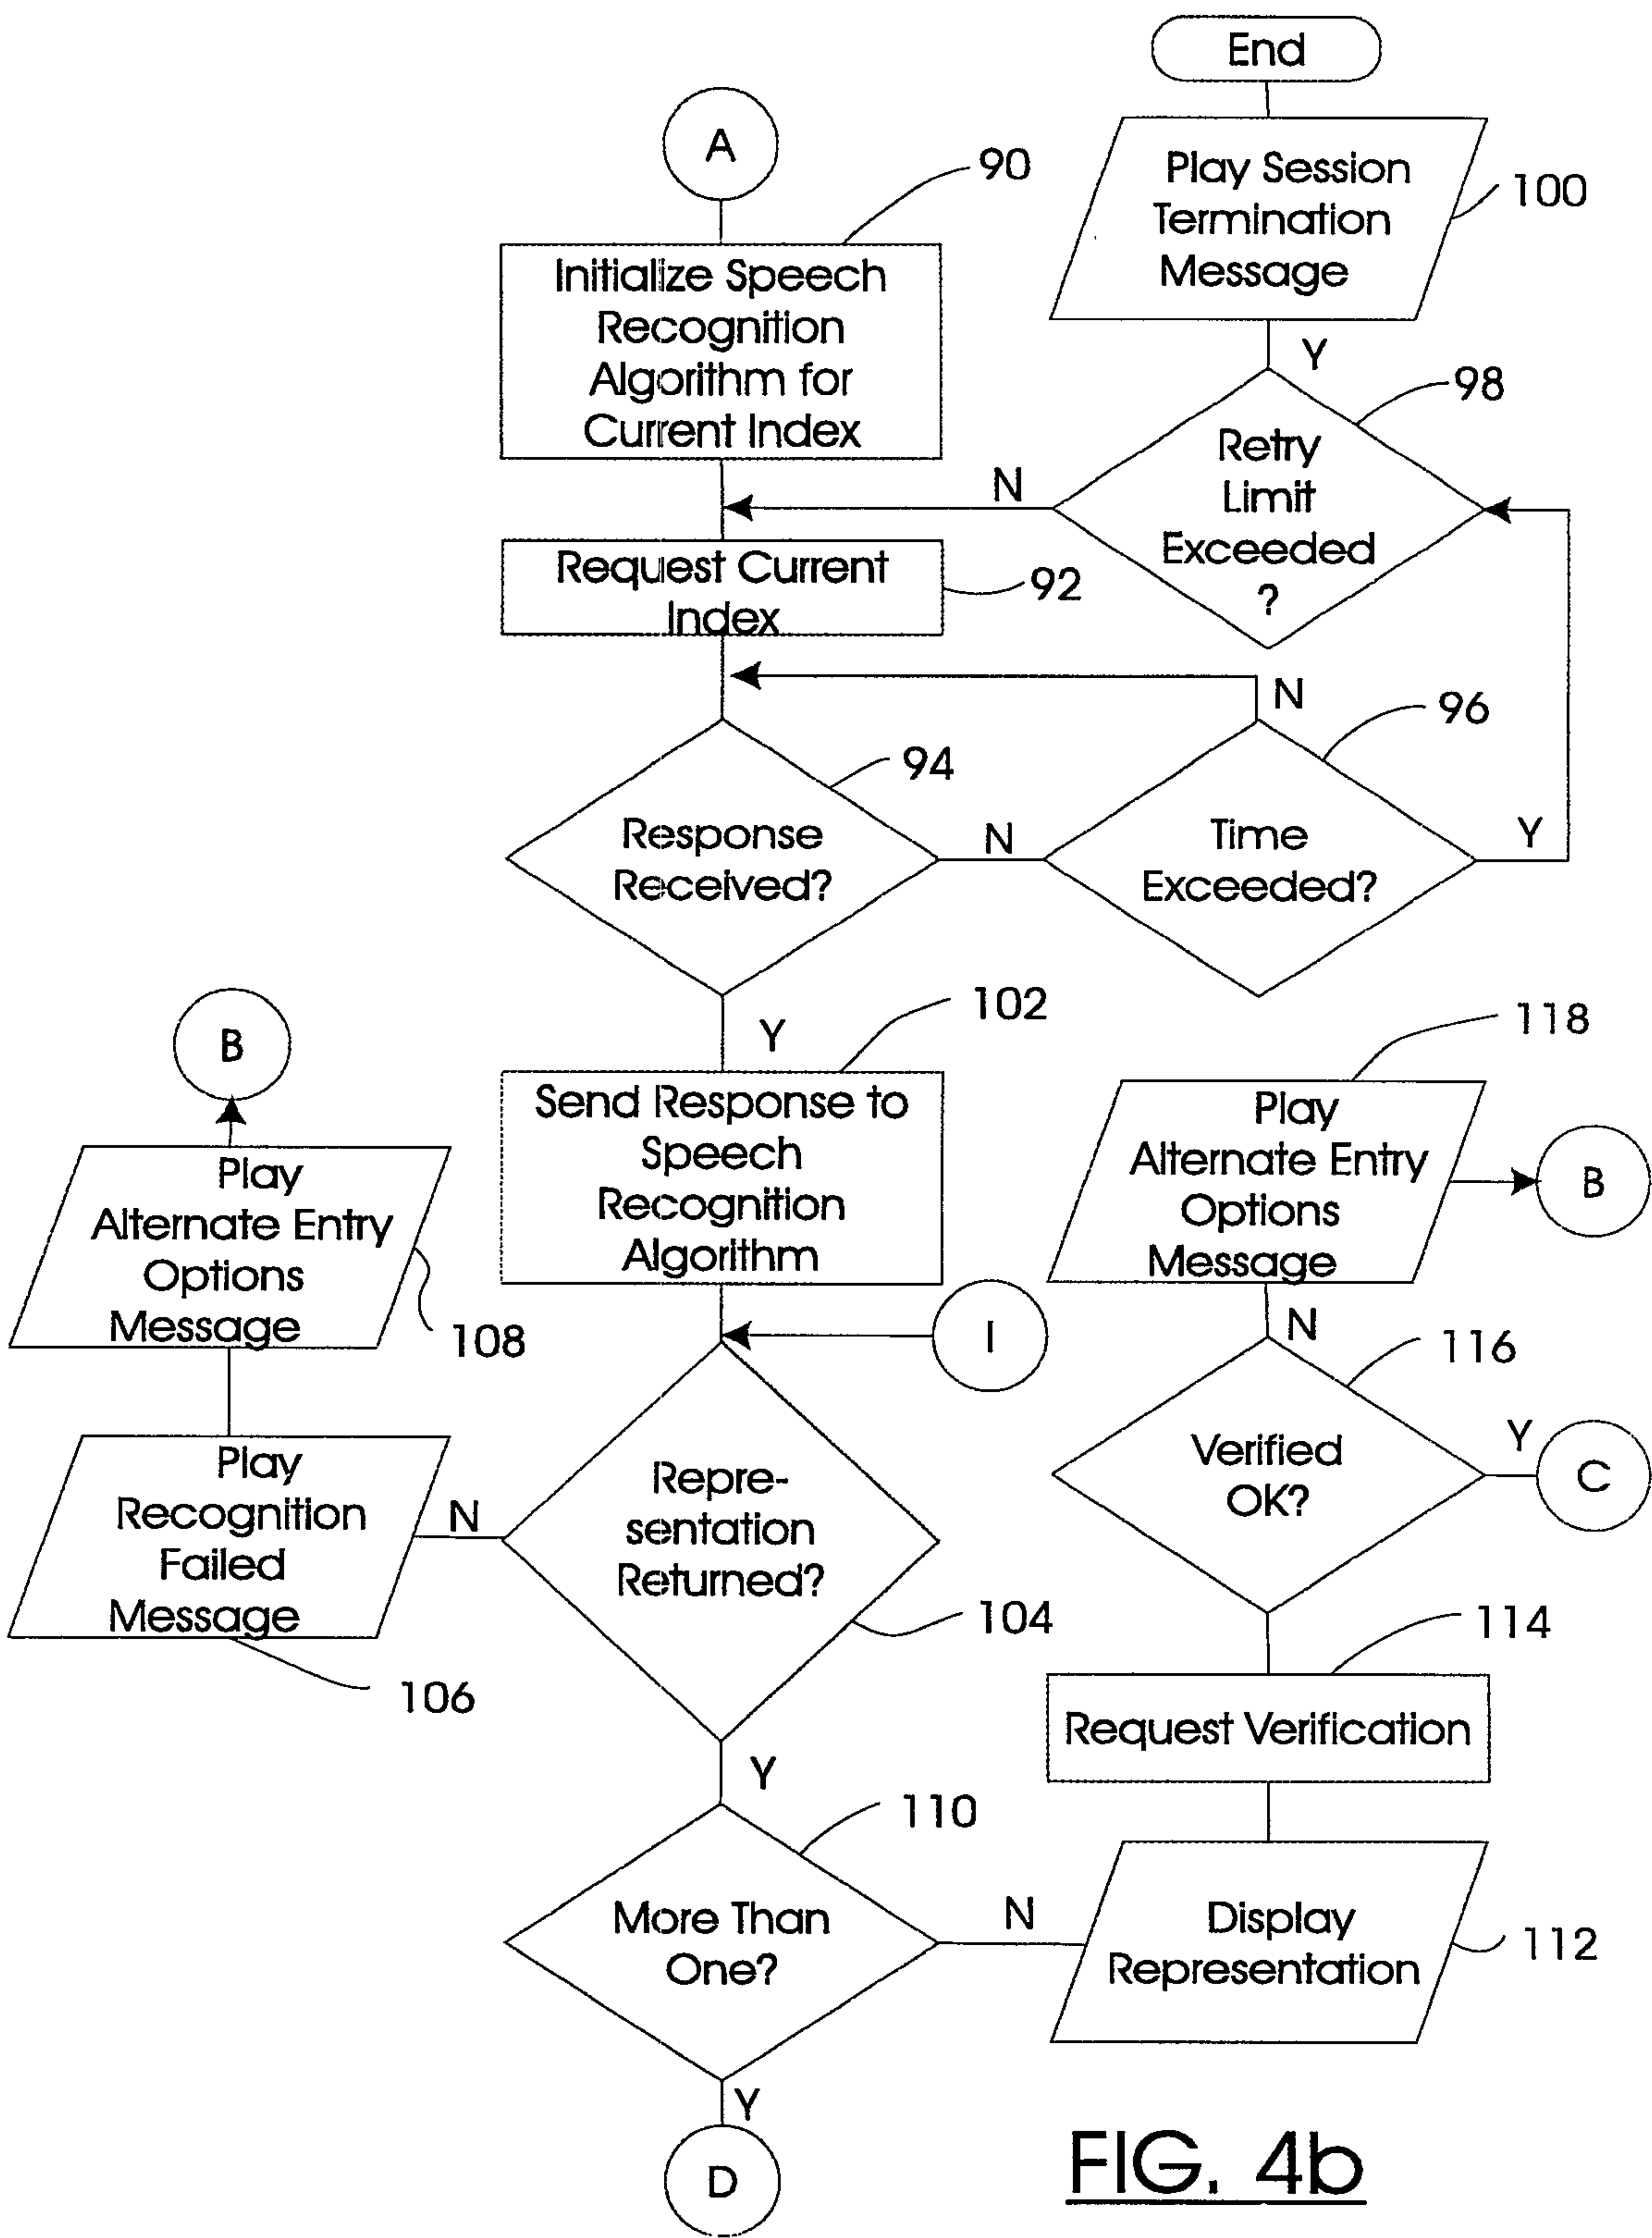 End
A
90
Play Session
Termination
Message
100
Initialize Speech
Recognition
Algorithm for
Current Index
Y
98
Retry
Limit
Exceeded
?
N
Request Current
Index
92
N
96
94
Response
Received?
N
Time
Exceeded?
Y
Y
102
118
B
Send Response to
Speech
Recognition
Algorithm
Play
Alternate Entry
Options
Message
B
Play
Alternate Entry
Options
Message
108
I
N
116
Play
Recognition
Failed
Message
N
106
Repre-
sentation
Returned?
104
Verified
OK?
Y
C
114
Request Verification
Y
110
More Than
One?
N
Display
Representation
112
Y
D
FIG. 4b